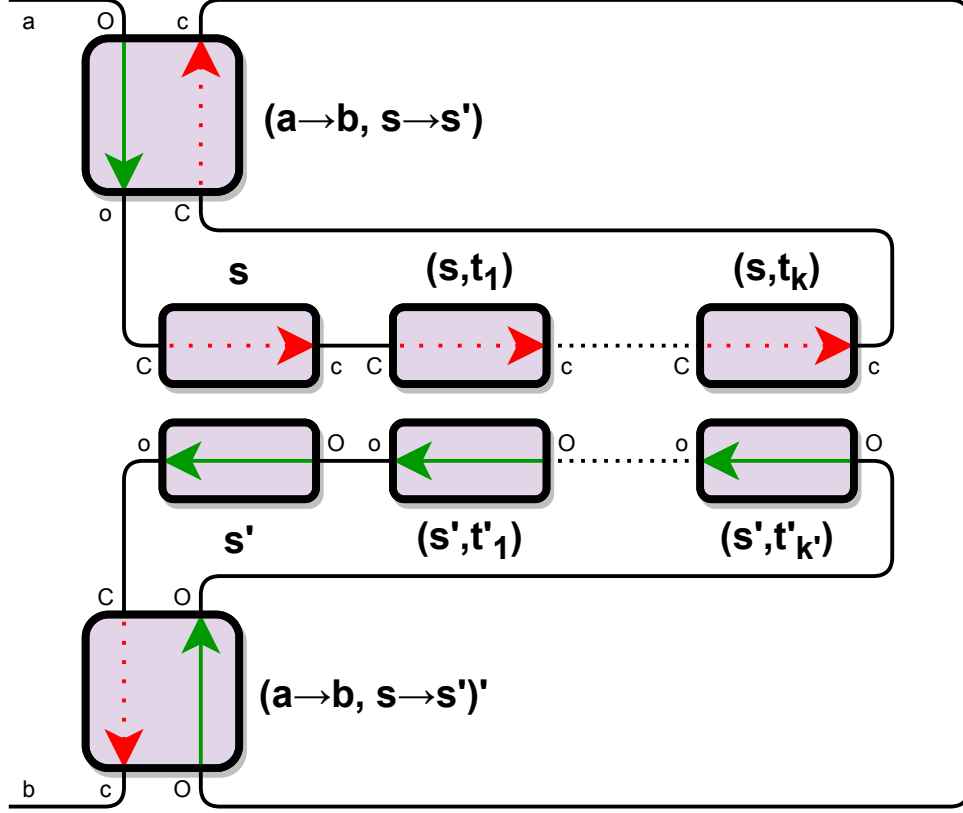 a O c
(a→b, s→s')
o C
s (s,t1) (s,tk)
C c C c C c
o O o O o O
s' (s',t'1) (s',t'k')
C O
(a→b, s→s')'
b c O